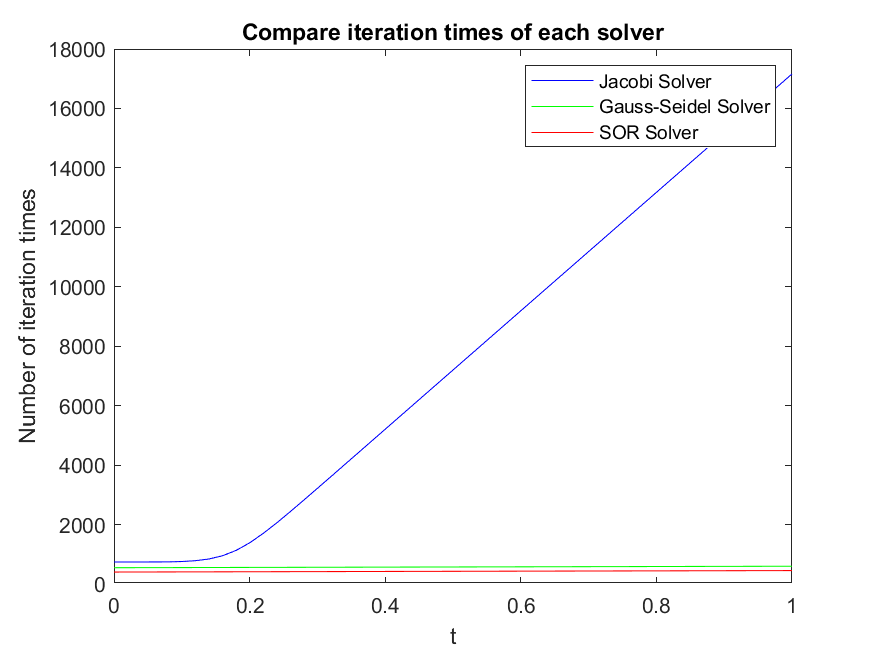 Compare iteration times of each solver
18000
16000
14000
12000
10000
8000
6000
4000
2000
0
Number of iteration times
Jacobi Solver
Gauss-Seidel Solver
SOR Solver
0 0.2 0.4 0.6 0.8 1
t